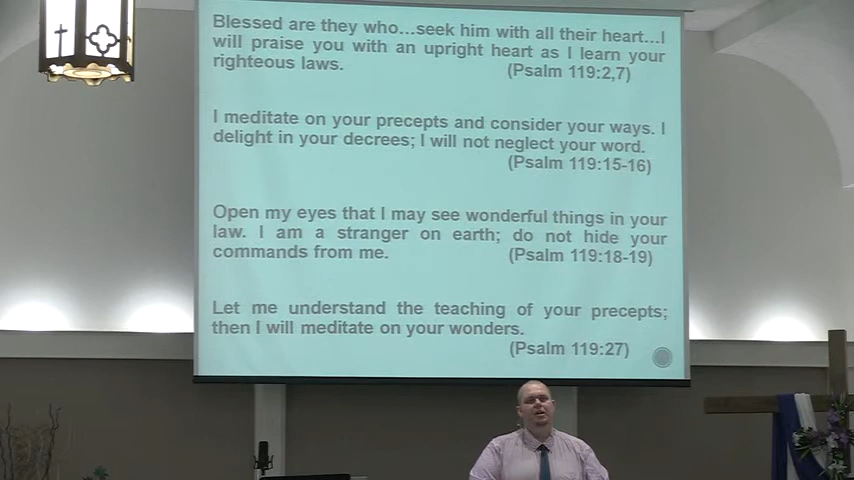 Blessed are they who...seek him with all their heart...I
will praise you with an upright heart as I learn your
righteous laws. (Psalm 119:2,7)
I meditate on your precepts and consider your ways. I
delight in your decrees; I will not neglect your word.
(Psalm 119:15-16)
Open my eyes that I may see wonderful things in your
law. I am a stranger on earth; do not hide your
commands from me. (Psalm 119:18-19)
Let me understand the teaching of your precepts;
then I will meditate on your wonders.
(Psalm 119:27)